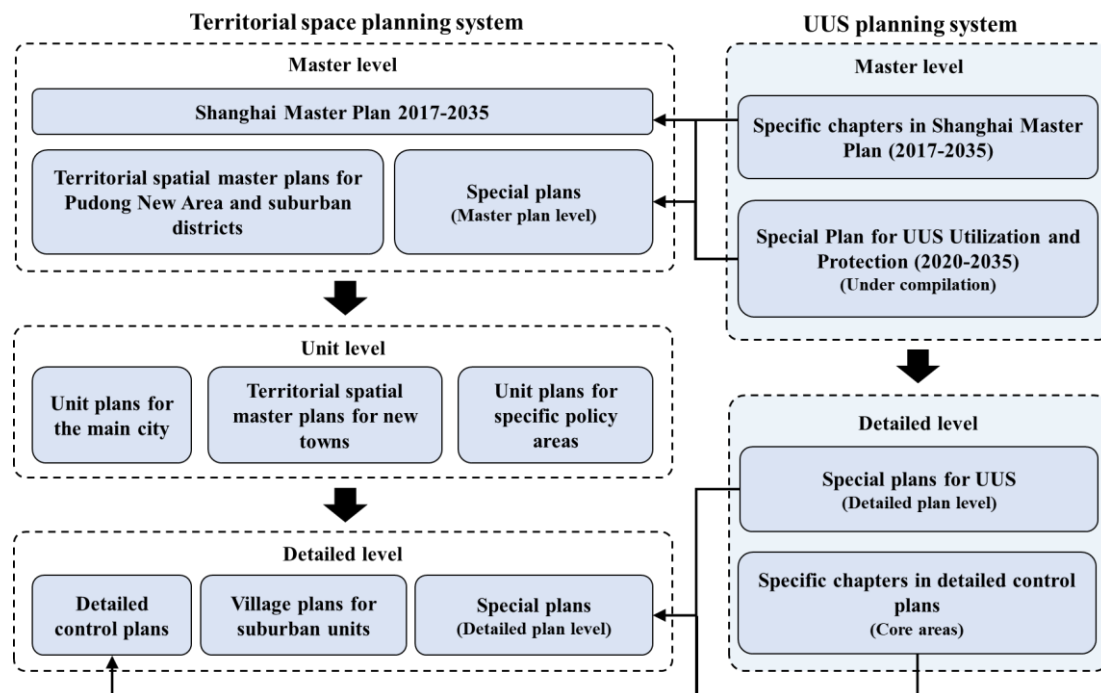 Territorial space planning system
Master level
Shanghai Master Plan 2017-2035
Territorial spatial master plans for
Pudong New Area and suburban
districts
Special plans
(Master plan level)
Unit level
Unit plans for
the main city
Territorial spatial
master plans for new
towns
Unit plans for
specific policy
areas
Detailed level
Detailed
control plans
Village plans for
suburban units
Special plans
(Detailed plan level)
UUS planning system
Master level
Specific chapters in Shanghai Master
Plan (2017-2035)
Special Plan for UUS Utilization and
Protection (2020-2035)
(Under compilation)
Detailed level
Special plans for UUS
(Detailed plan level)
Specific chapters in detailed control
plans
(Core areas)